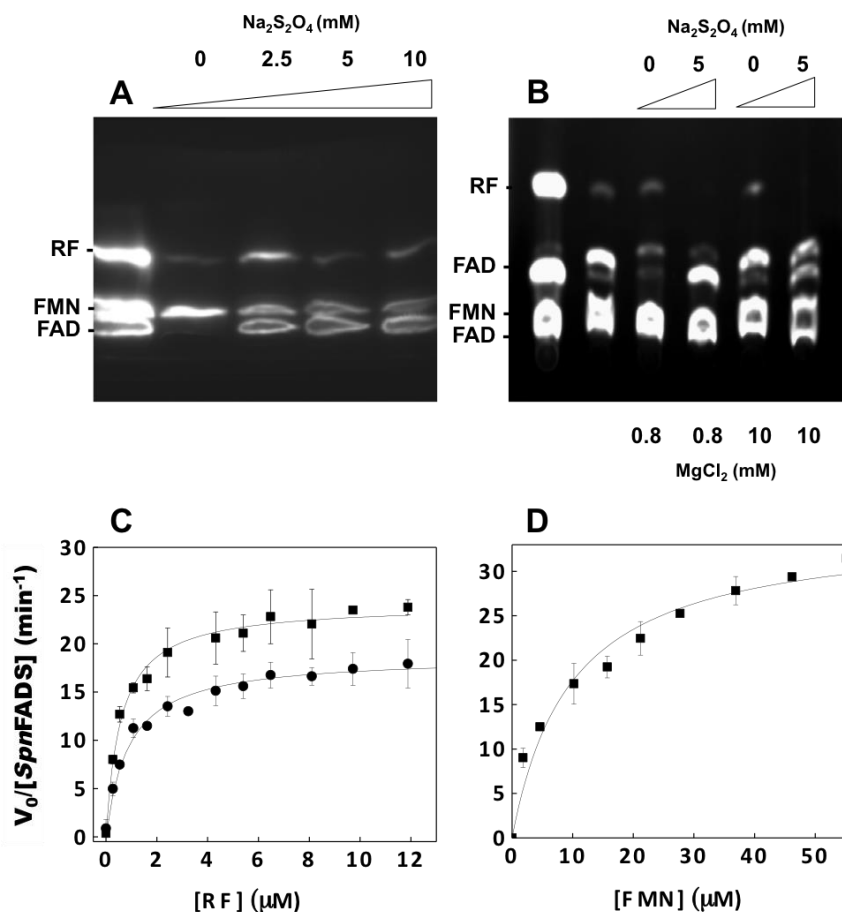 Na₂S₂O₄ (mM)
0 2.5 5 10
A
RF
FMN
FAD
Na₂S₂O₄ (mM)
0 5 0 5
B
RF
FAD
FMN
FAD
0.8 0.8 10 10
MgCl₂ (mM)
C
V₀/[SpnFADS] (min⁻¹)
30
25
20
15
10
5
0
0 2 4 6 8 10 12
[RF] (µM)
D
30
25
20
15
10
5
0
0 10 20 30 40 50
[FMN] (µM)